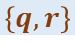 {q, r}